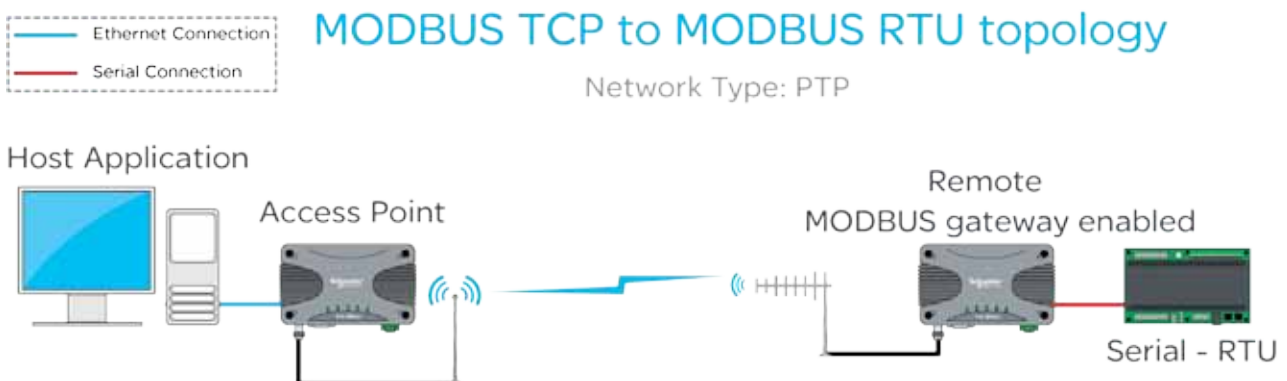 Ethernet Connection
Serial Connection
MODBUS TCP to MODBUS RTU topology
Network Type: PTP
Host Application
Access Point
Remote
MODBUS gateway enabled
Serial - RTU